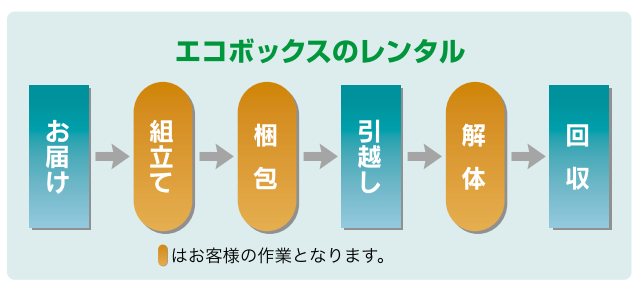 エコボックスのレンタル
お届け
組立て
梱包
引越し
解体
回収
はお客様の作業となります。